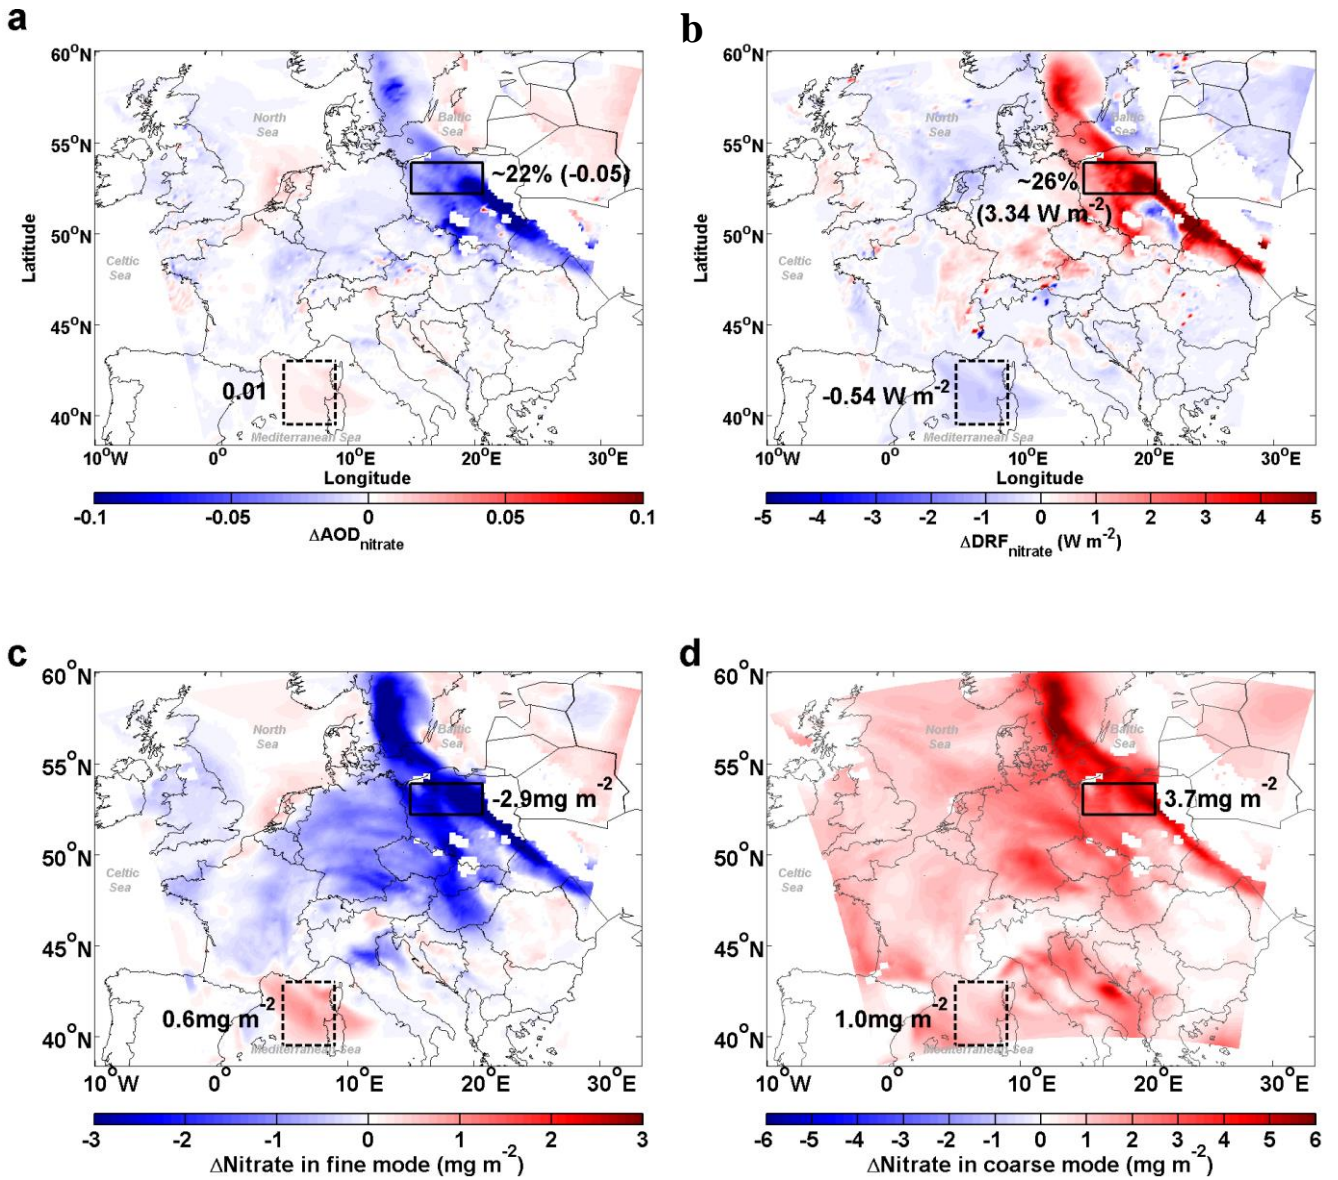 a
60°N
55°N
50°N
45°N
40°N
Latitude
North
Sea
Baltic
Sea
Celtic
Sea
Mediterranean Sea
~22% (-0.05)
0.01
10°W
0°
10°E
20°E
30°E
Longitude
-0.1
-0.05
0
0.05
0.1
ΔAOD nitrate
b
60°N
55°N
50°N
45°N
40°N
Latitude
North
Sea
Baltic
Sea
Celtic
Sea
Mediterranean Sea
~26%
(3.34 W m-2)
-0.54 W m-2
10°W
0°
10°E
20°E
30°E
Longitude
-5
-4
-3
-2
-1
0
1
2
3
4
5
ΔDRF nitrate (W m-2)
c
60°N
55°N
50°N
45°N
40°N
North
Sea
Baltic
Sea
Celtic
Sea
Mediterranean Sea
-2.9mg m-2
0.6mg m-2
10°W
0°
10°E
20°E
30°E
-3
-2
-1
0
1
2
3
ΔNitrate in fine mode (mg m-2)
d
60°N
55°N
50°N
45°N
40°N
North
Sea
Baltic
Sea
Celtic
Sea
Mediterranean Sea
3.7mg m-2
1.0mg m-2
10°W
0°
10°E
20°E
30°E
-6
-5
-4
-3
-2
-1
0
1
2
3
4
5
6
ΔNitrate in coarse mode (mg m-2)